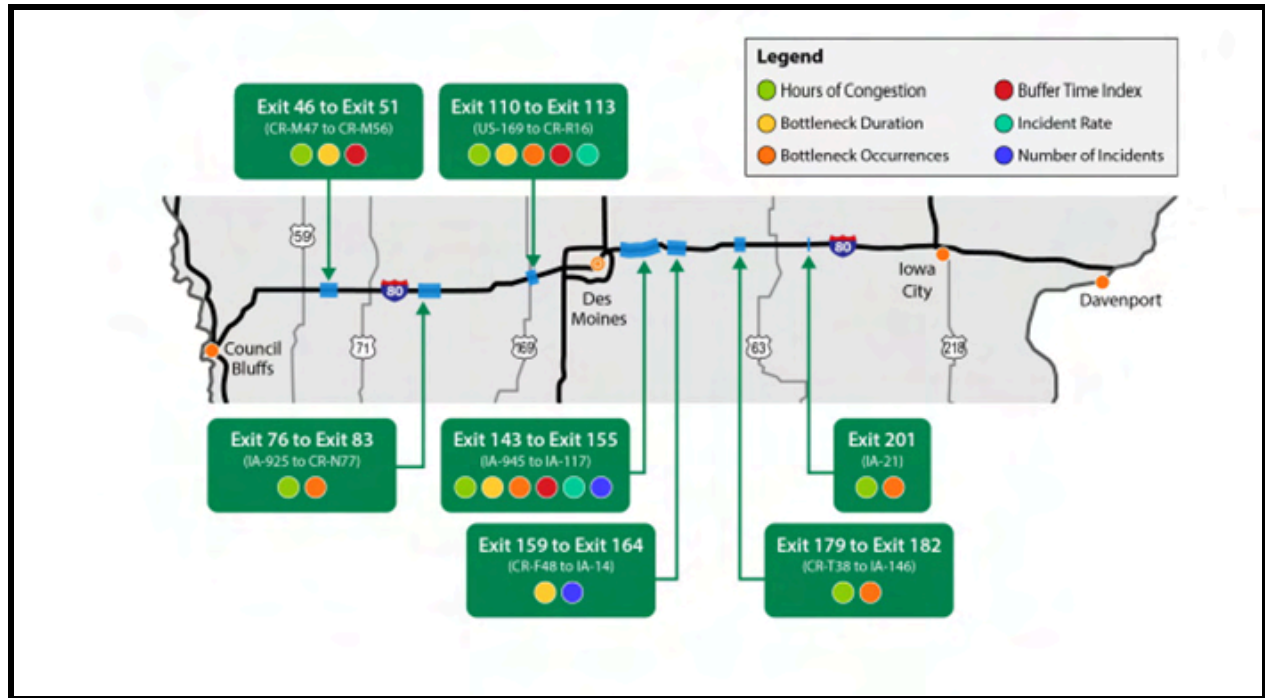 Legend
Hours of Congestion
Buffer Time Index
Bottleneck Duration
Incident Rate
Bottleneck Occurrences
Number of Incidents
Exit 46 to Exit 51
(CR-M47 to CR-M56)
Exit 110 to Exit 113
(US-169 to CR-R16)
59
80
80
Iowa
City
Des
Moines
Davenport
Council
Bluffs
71
169
63
218
Exit 76 to Exit 83
(IA-925 to CR-N77)
Exit 143 to Exit 155
(IA-945 to IA-117)
Exit 201
(IA-21)
Exit 159 to Exit 164
(CR-F48 to IA-14)
Exit 179 to Exit 182
(CR-T38 to IA-146)